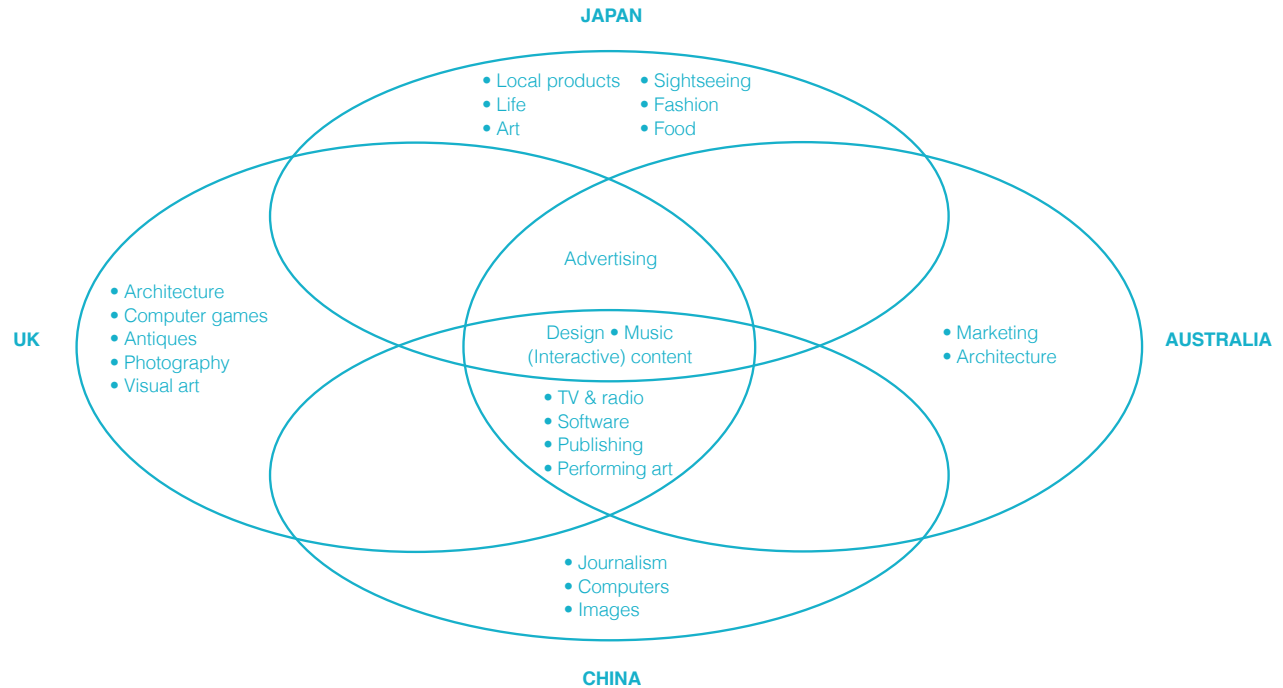 JAPAN
• Local products
• Life
• Art
• Sightseeing
• Fashion
• Food
Advertising
UK
• Architecture
• Computer games
• Antiques
• Photography
• Visual art
Design • Music
(Interactive) content
• Marketing
• Architecture
AUSTRALIA
• TV & radio
• Software
• Publishing
• Performing art
• Journalism
• Computers
• Images
CHINA